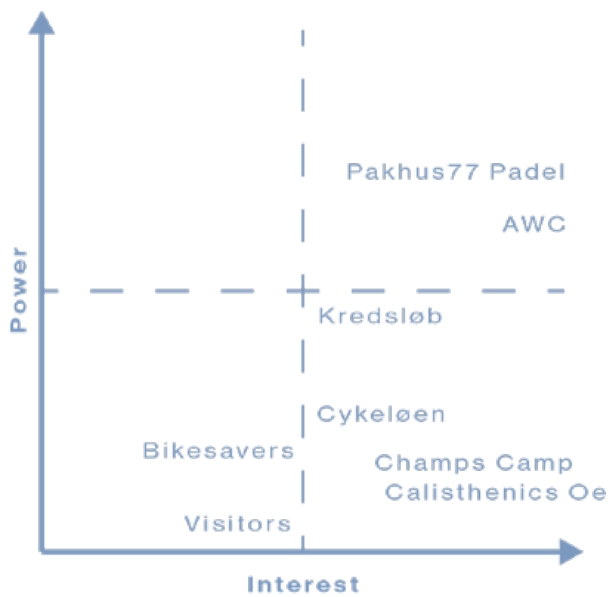 Pakhus77 Padel
AWC
Power
Kredsløb
Cykeløen
Bikesavers
Champs Camp
Calisthenics Oe
Visitors
Interest